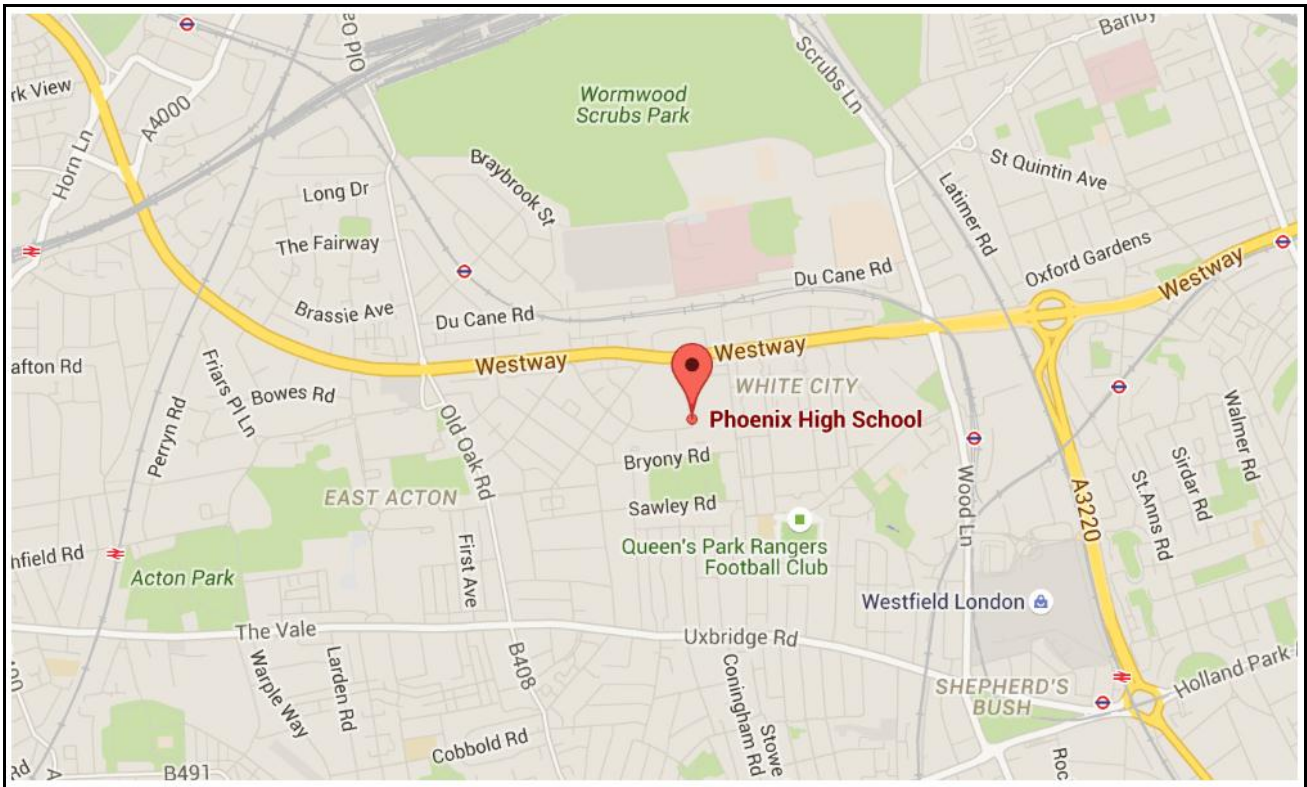 Old Oa
Barlby
rk View
A4000
Horn Ln
Scrubs Ln
Wormwood
Scrubs Park
Braybrook St
St Quintin Ave
Long Dr
Latimer Rd
The Fairway
Oxford Gardens
Westway
Du Cane Rd
Brassie Ave
Du Cane Rd
Westway
Westway
afton Rd
Friars Pl Ln
Bowes Rd
WHITE CITY
Perryn Rd
Old Oak Rd
Phoenix High School
Walmer Rd
Bryony Rd
Sirdar Rd
EAST ACTON
Sawley Rd
Wood Ln
A3220
St.Anns Rd
Queen's Park Rangers
Football Club
hfield Rd
First Ave
Acton Park
Westfield London
The Vale
Uxbridge Rd
B408
Warple Way
Larden Rd
Coningham Rd
SHEPHERD'S
BUSH
Holland Park A
Stowe
Cobbold Rd
Roc
Rd
A
B491